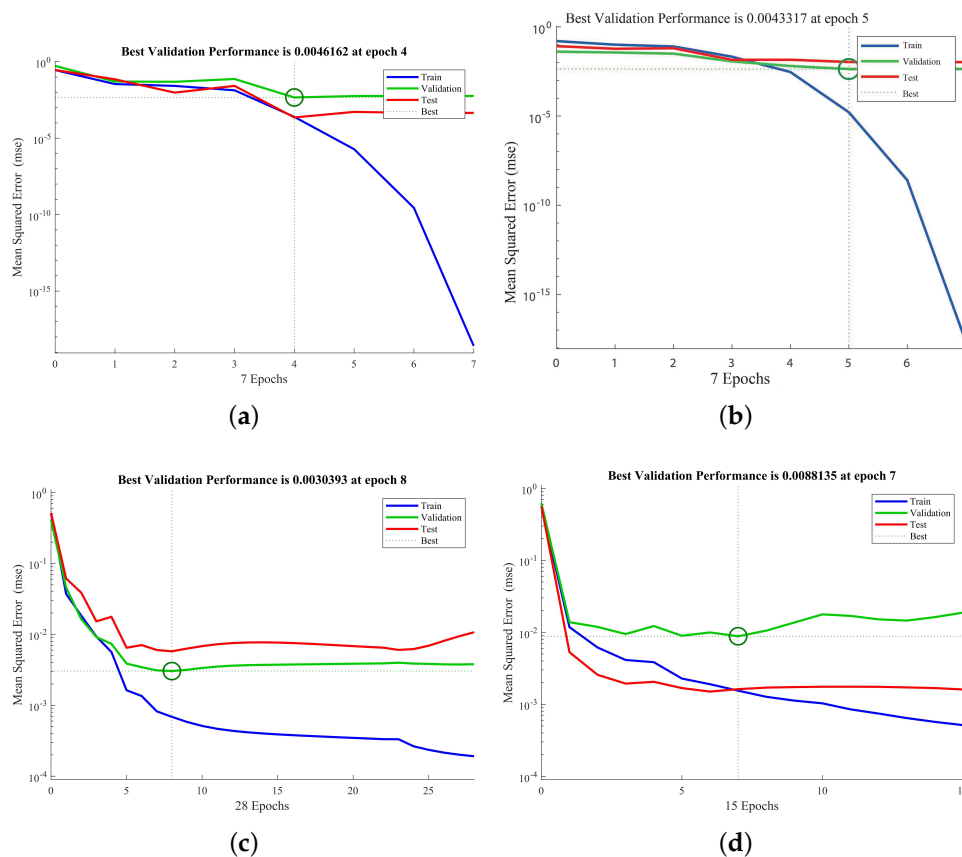 Best Validation Performance is 0.0046162 at epoch 4
Mean Squared Error (mse)
10^0
10^-5
10^-10
10^-15
Train
Validation
Test
Best
0 1 2 3 4 5 6 7
7 Epochs
(a)
Best Validation Performance is 0.0043317 at epoch 5
Mean Squared Error (mse)
10^0
10^-5
10^-10
10^-15
Train
Validation
Test
Best
0 1 2 3 4 5 6
7 Epochs
(b)
Best Validation Performance is 0.0030393 at epoch 8
Mean Squared Error (mse)
10^0
10^-1
10^-2
10^-3
10^-4
Train
Validation
Test
Best
0 5 10 15 20 25
28 Epochs
(c)
Best Validation Performance is 0.0088135 at epoch 7
Mean Squared Error (mse)
10^0
10^-1
10^-2
10^-3
10^-4
Train
Validation
Test
Best
0 5 10
15 Epochs
(d)